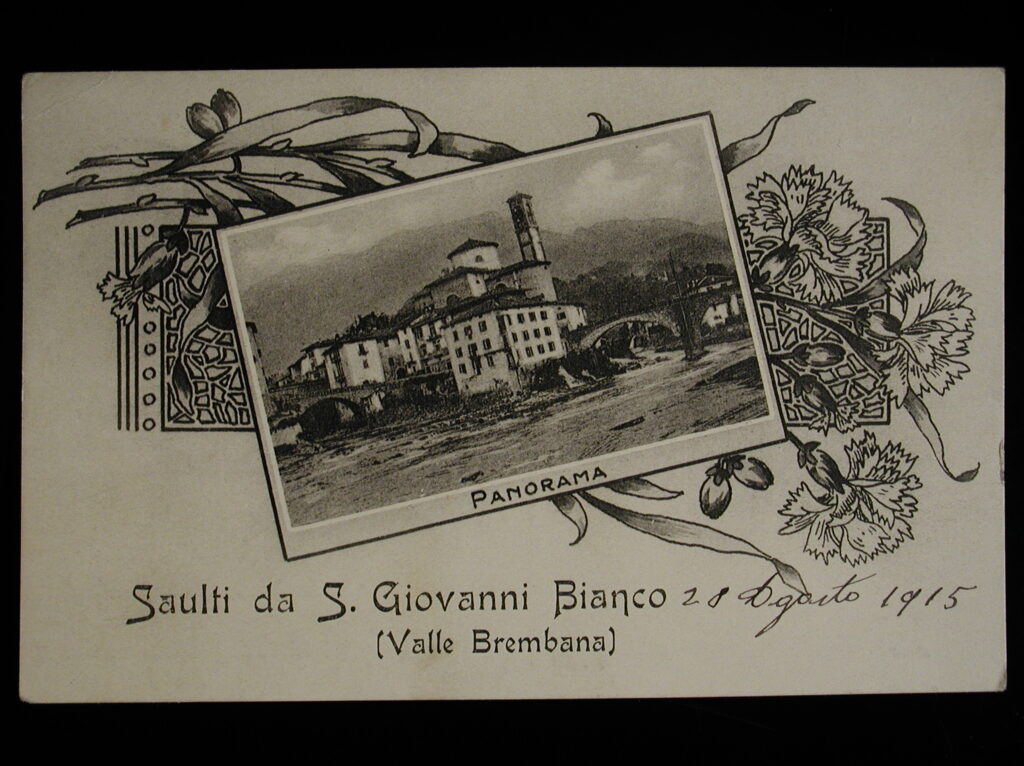 PANORAMA
Saulti da S. Giovanni Bianco 28 Agosto 1915
(Valle Brembana)